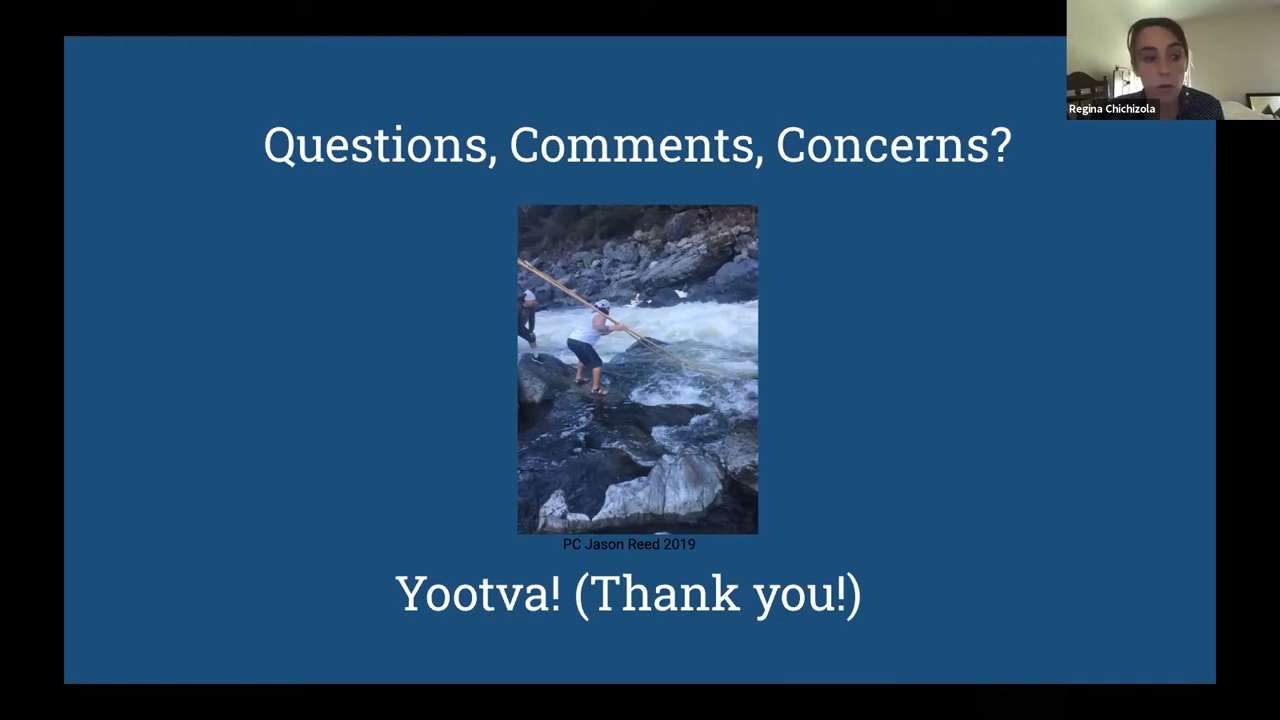 Regina Chichizola
Questions, Comments, Concerns?
PC Jason Reed 2019
Yootva! (Thank you!)